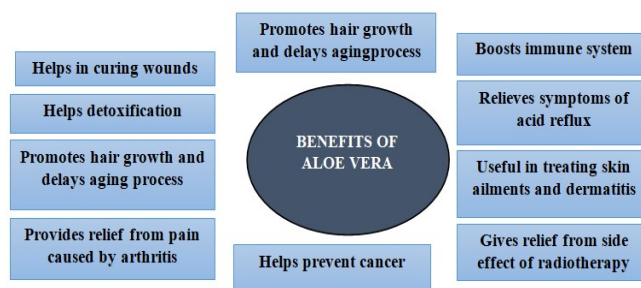 Promotes hair growth
and delays agingprocess
Helps in curing wounds
Helps detoxification
Promotes hair growth and
delays aging process
Provides relief from pain
caused by arthritis
BENEFITS OF
ALOE VERA
Helps prevent cancer
Boosts immune system
Relieves symptoms of
acid reflux
Useful in treating skin
ailments and dermatitis
Gives relief from side
effect of radiotherapy